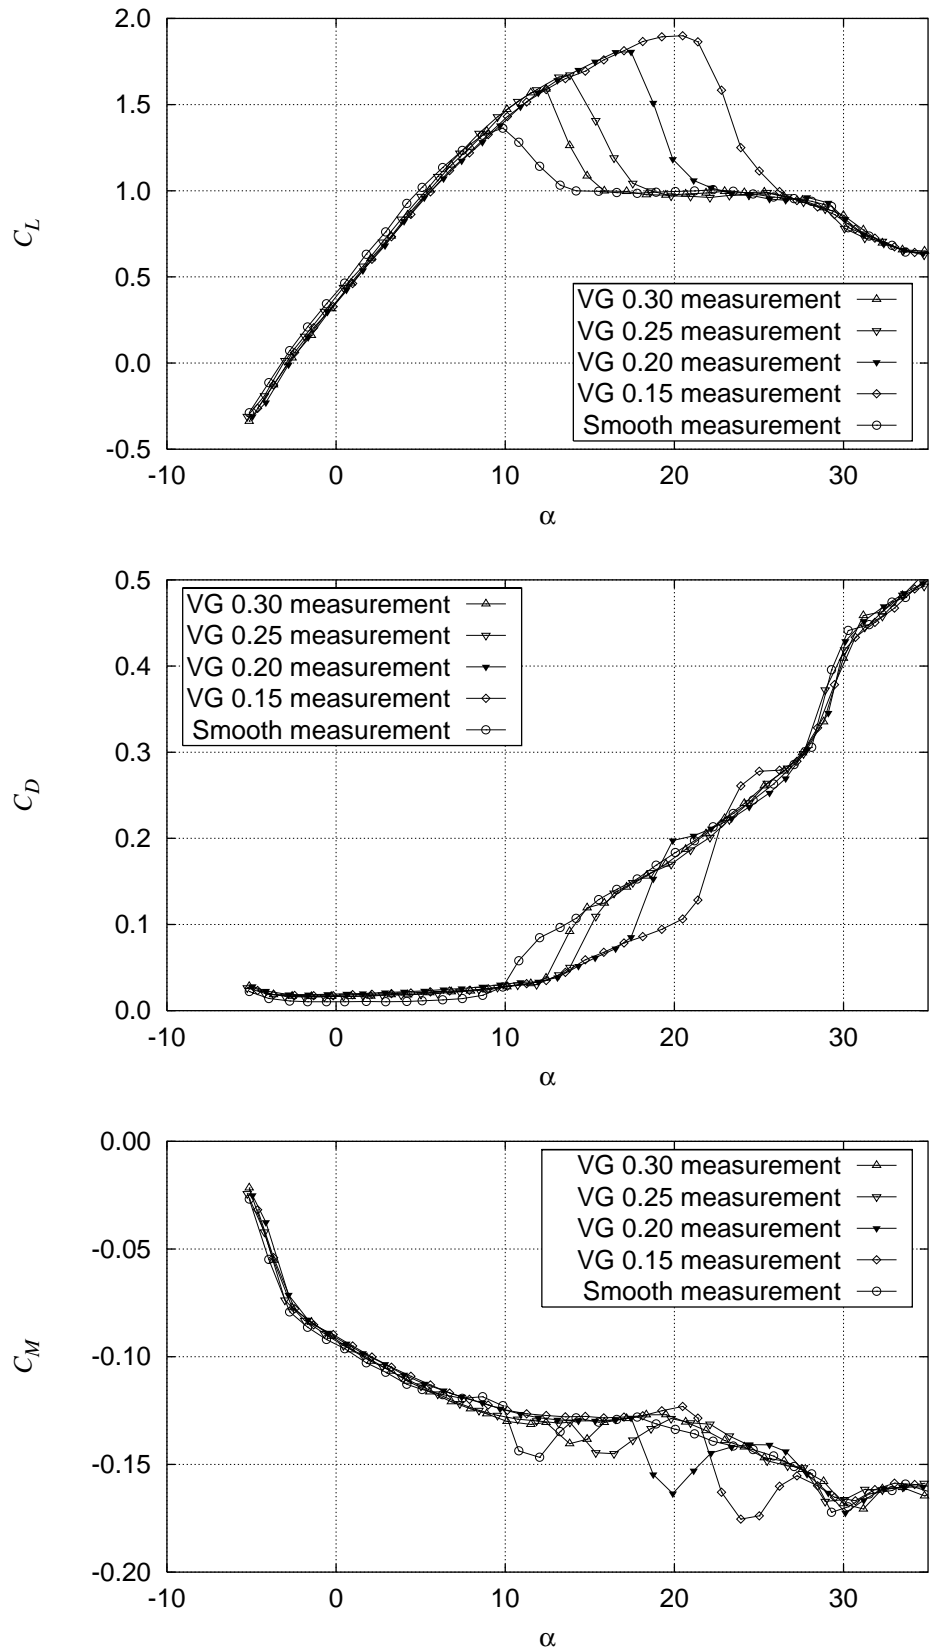 2.0
1.5
1.0
0.5
0.0
-0.5
C_L
VG 0.30 measurement
VG 0.25 measurement
VG 0.20 measurement
VG 0.15 measurement
Smooth measurement
-10 0 10 20 30
α
0.5
0.4
0.3
0.2
0.1
0.0
C_D
VG 0.30 measurement
VG 0.25 measurement
VG 0.20 measurement
VG 0.15 measurement
Smooth measurement
-10 0 10 20 30
α
0.00
-0.05
-0.10
-0.15
-0.20
C_M
VG 0.30 measurement
VG 0.25 measurement
VG 0.20 measurement
VG 0.15 measurement
Smooth measurement
-10 0 10 20 30
α